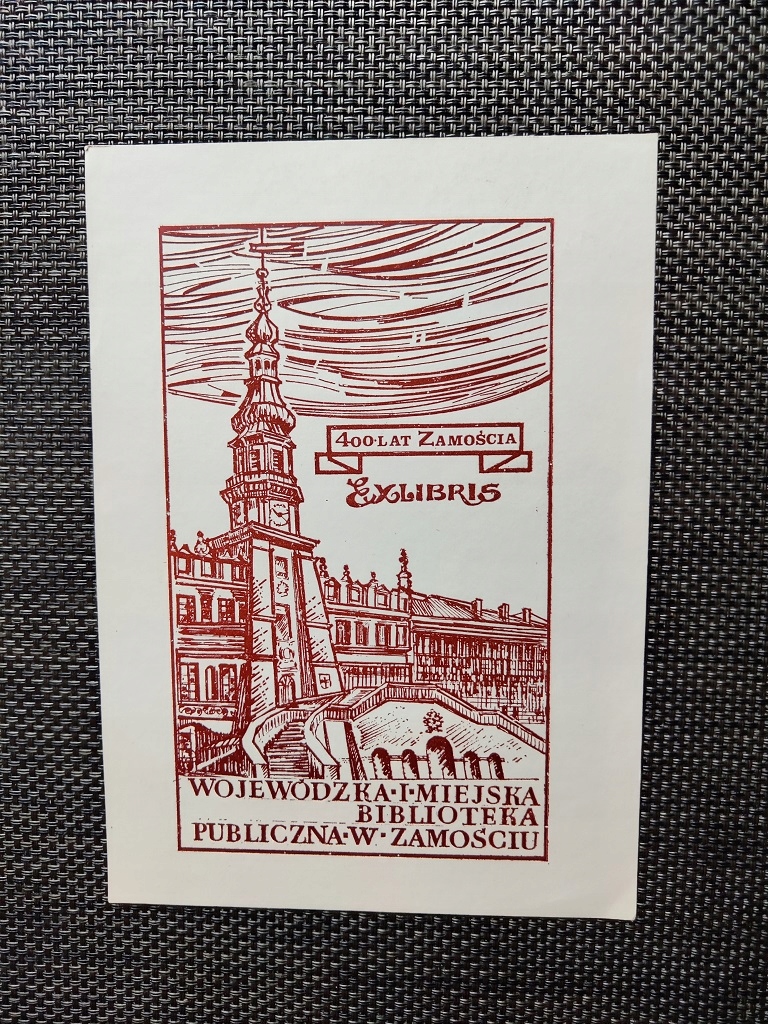 400·LAT ZAMOŚCIA
EXLIBRIS
WOJEWÓDZKA·I·MIEJSKA
BIBLIOTEKA
PUBLICZNA·W·ZAMOŚCIU